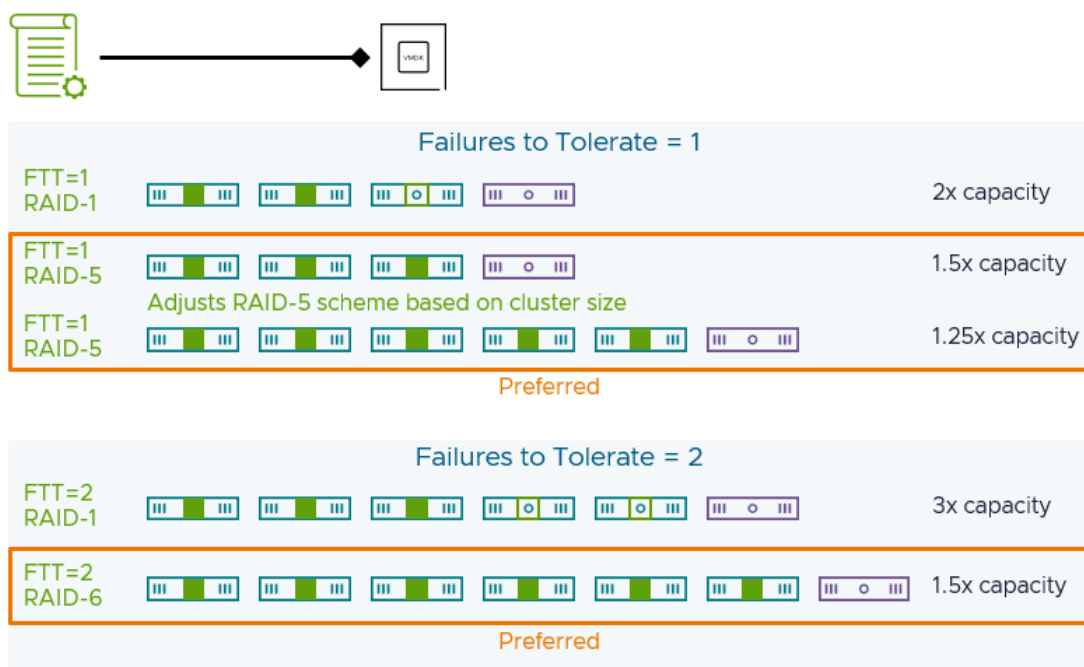 VMDK
Failures to Tolerate = 1
FTT=1
RAID-1
2x capacity
FTT=1
RAID-5
1.5x capacity
Adjusts RAID-5 scheme based on cluster size
FTT=1
RAID-5
1.25x capacity
Preferred
Failures to Tolerate = 2
FTT=2
RAID-1
3x capacity
FTT=2
RAID-6
1.5x capacity
Preferred